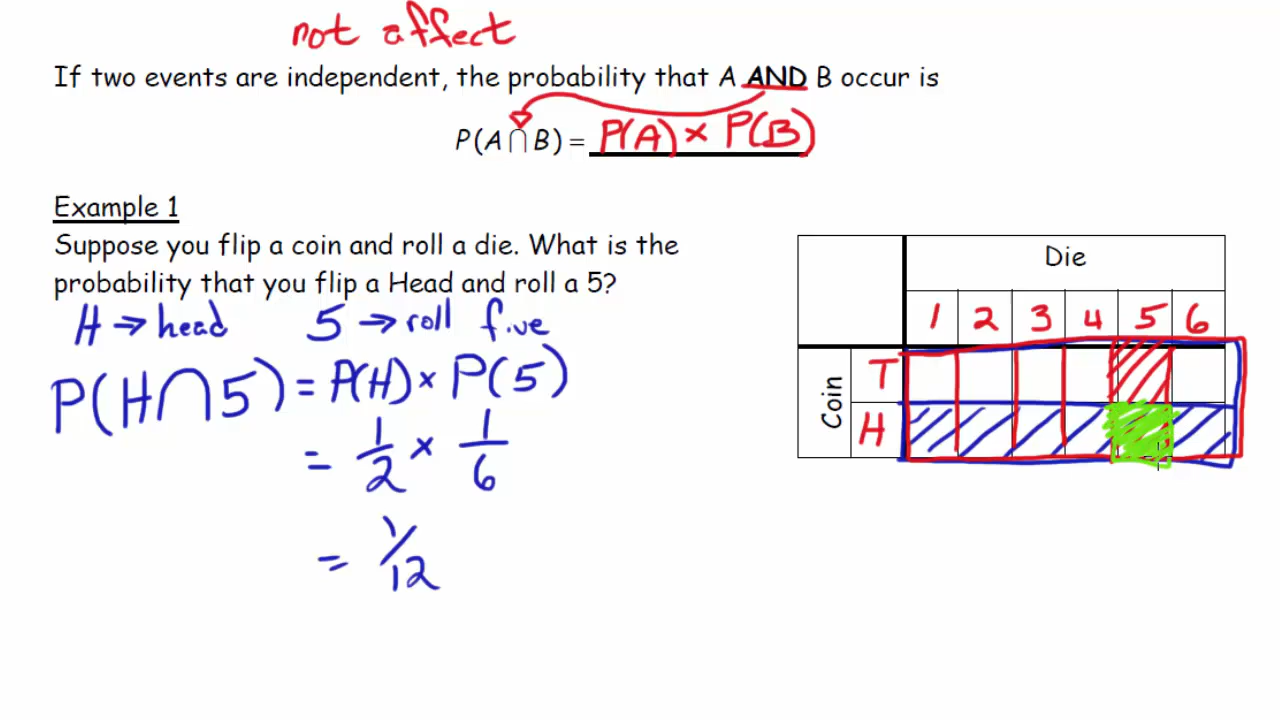 not affect
If two events are independent, the probability that A AND B occur is
P(A ∩ B) = P(A) × P(B)
Example 1
Suppose you flip a coin and roll a die. What is the
probability that you flip a Head and roll a 5?
H → head 5 → roll five
P(H∩5) = P(H) × P(5)
= 1/2 × 1/6
= 1/12
Die
1 2 3 4 5 6
Coin
T
H